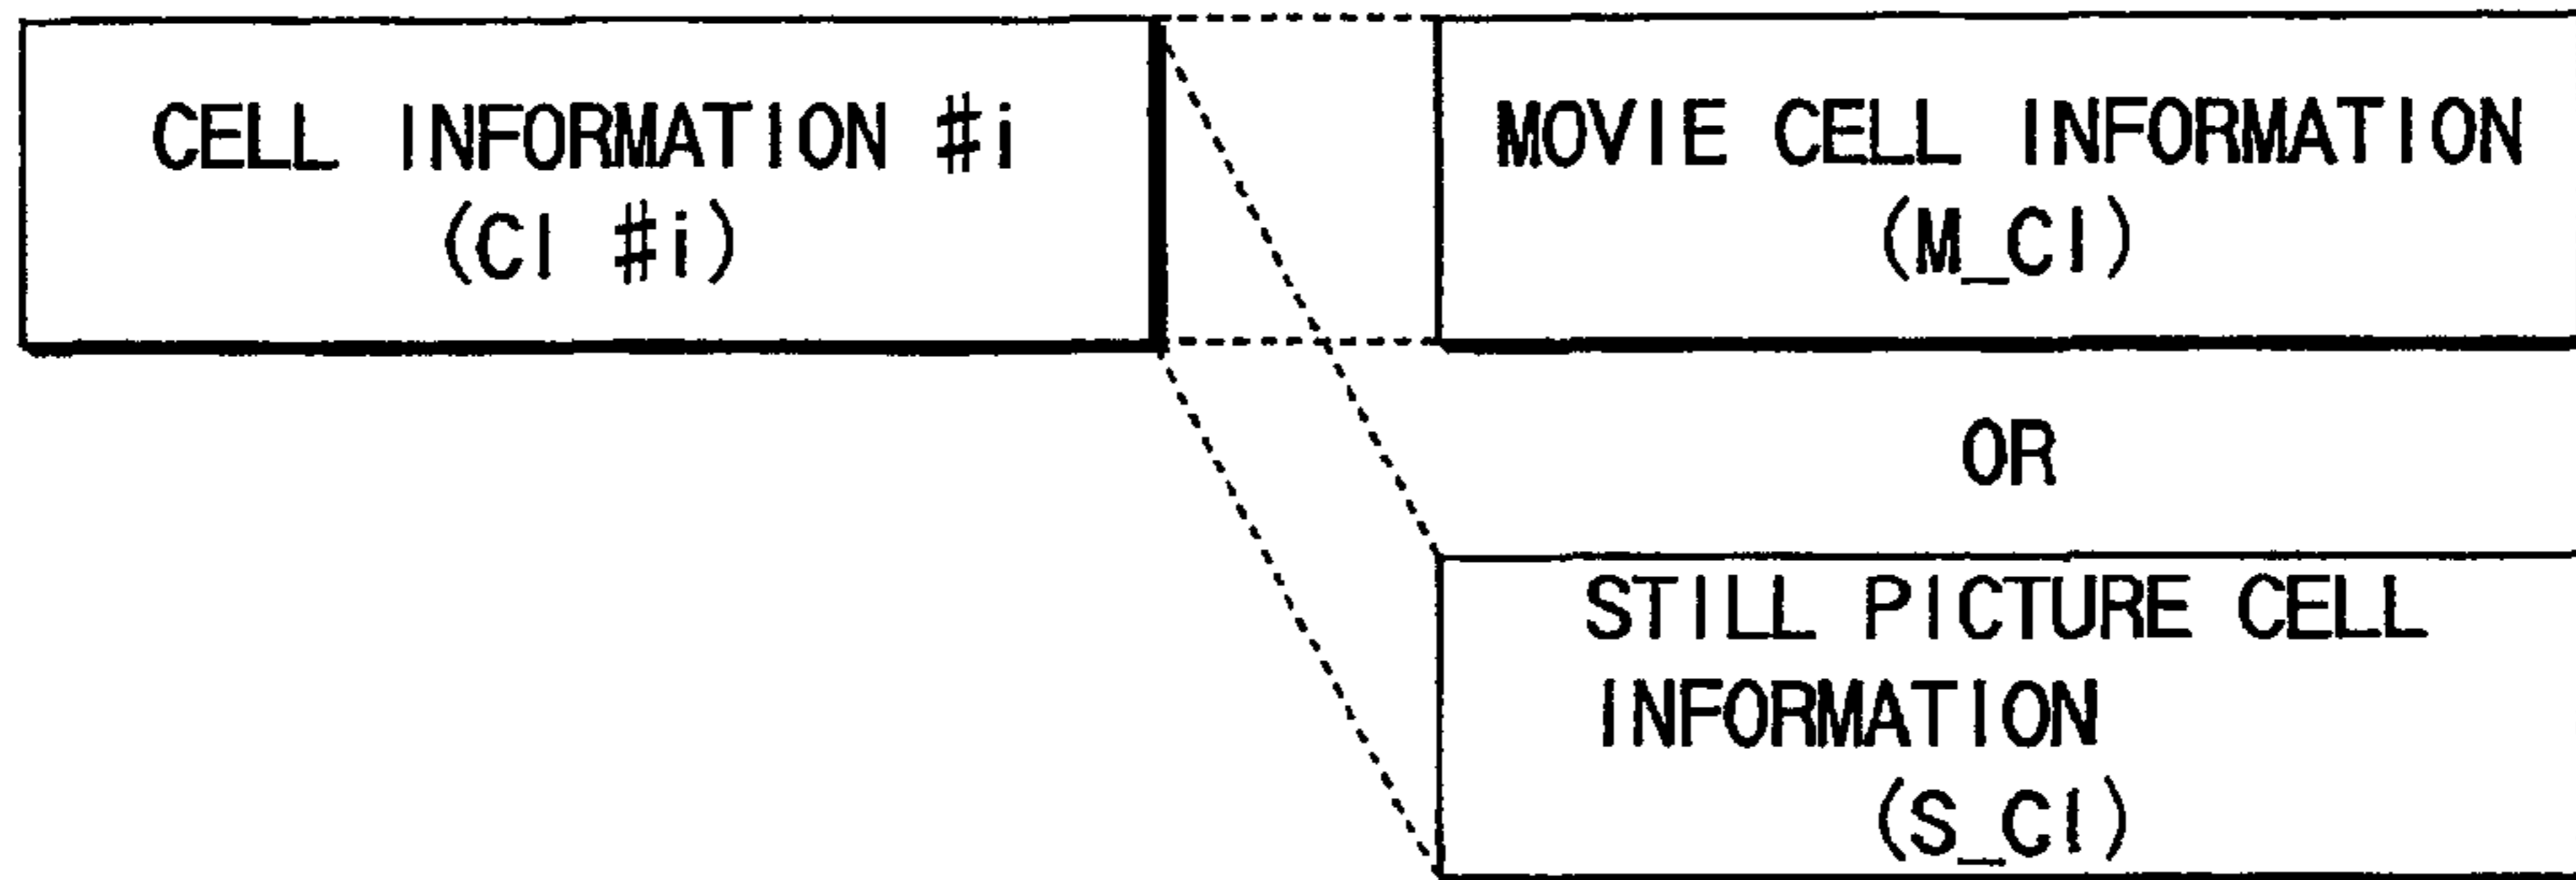 CELL INFORMATION #i
(CI #i)
MOVIE CELL INFORMATION
(M_CI)
OR
STILL PICTURE CELL
INFORMATION
(S_CI)